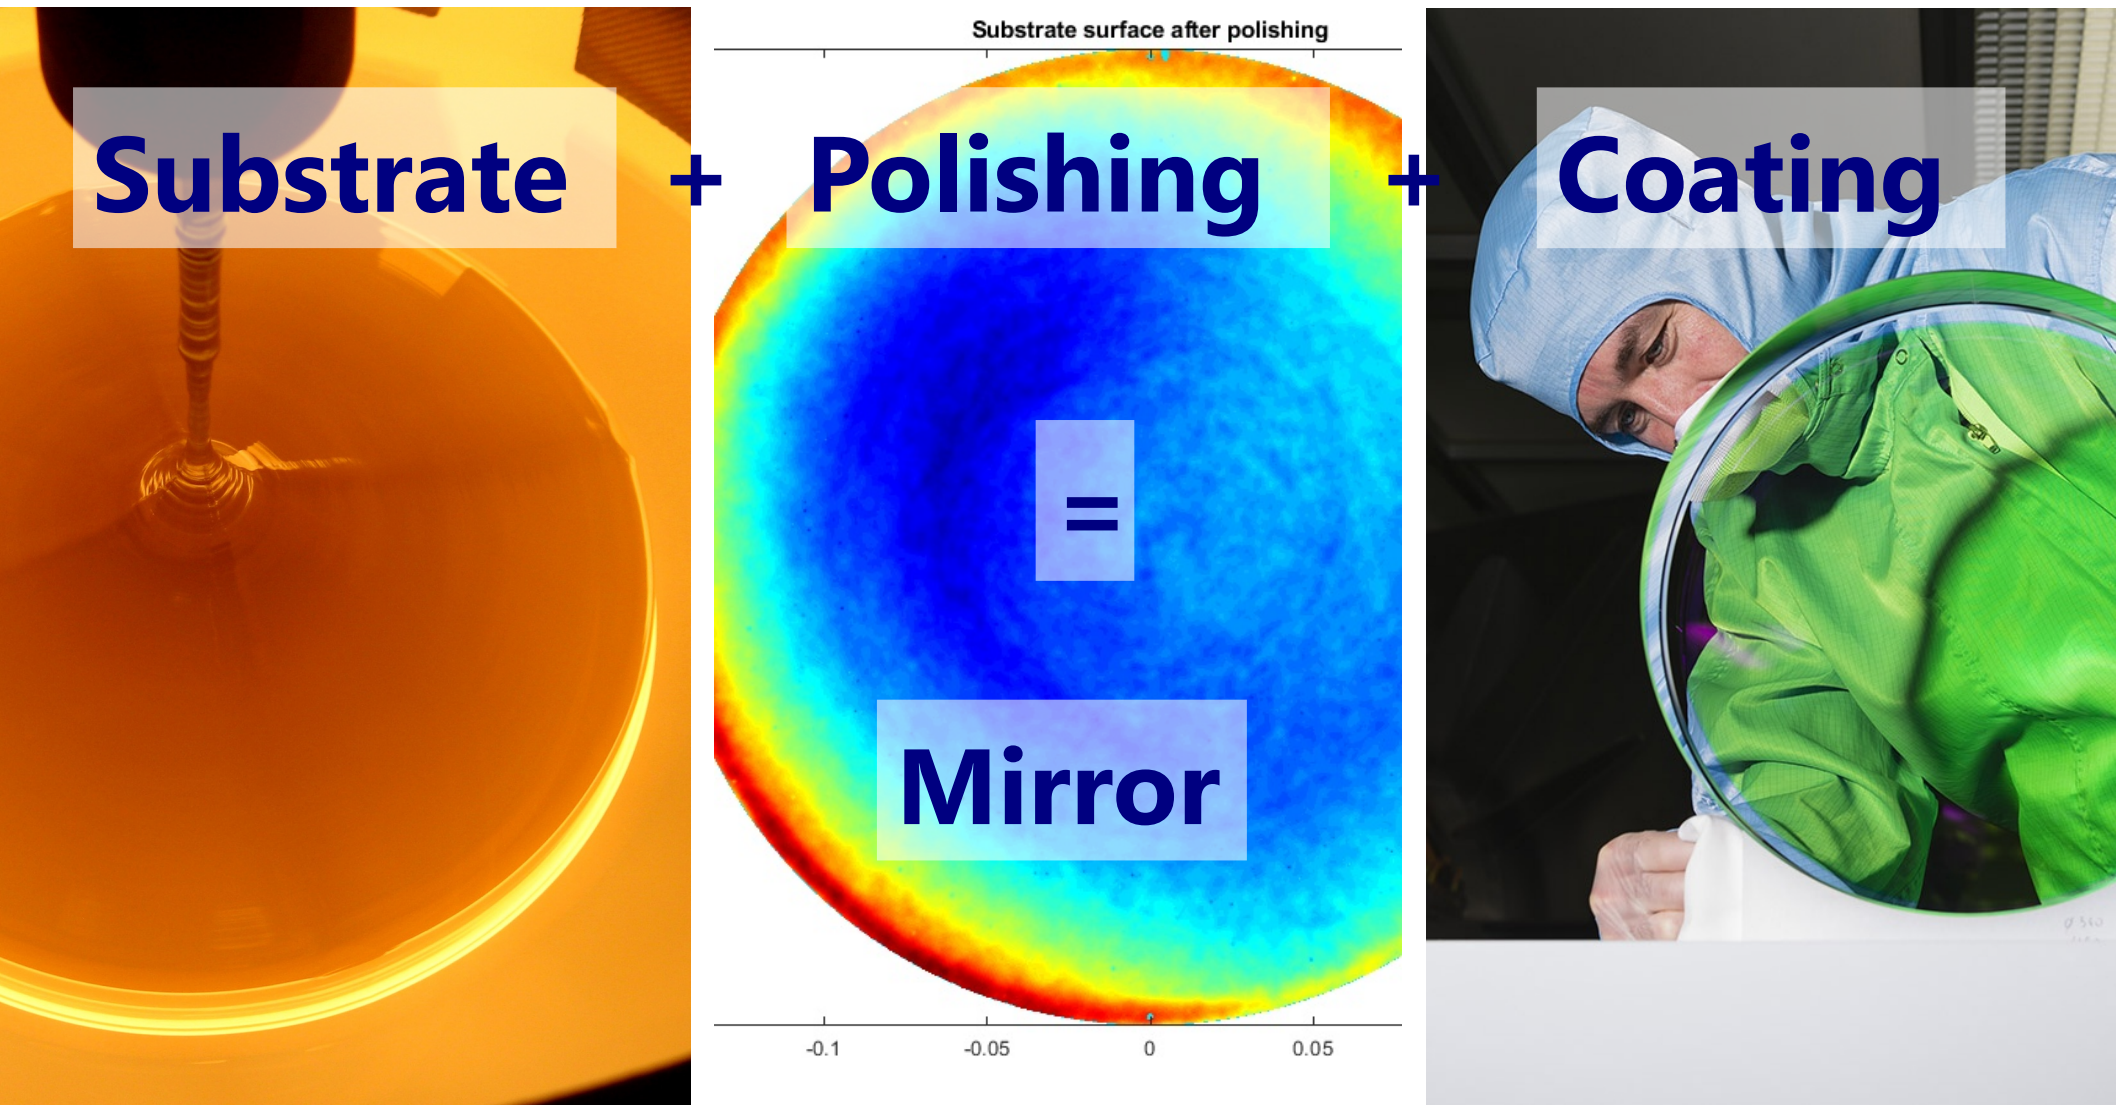 Substrate surface after polishing
Substrate + Polishing + Coating
=
Mirror
-0.1 -0.05 0 0.05